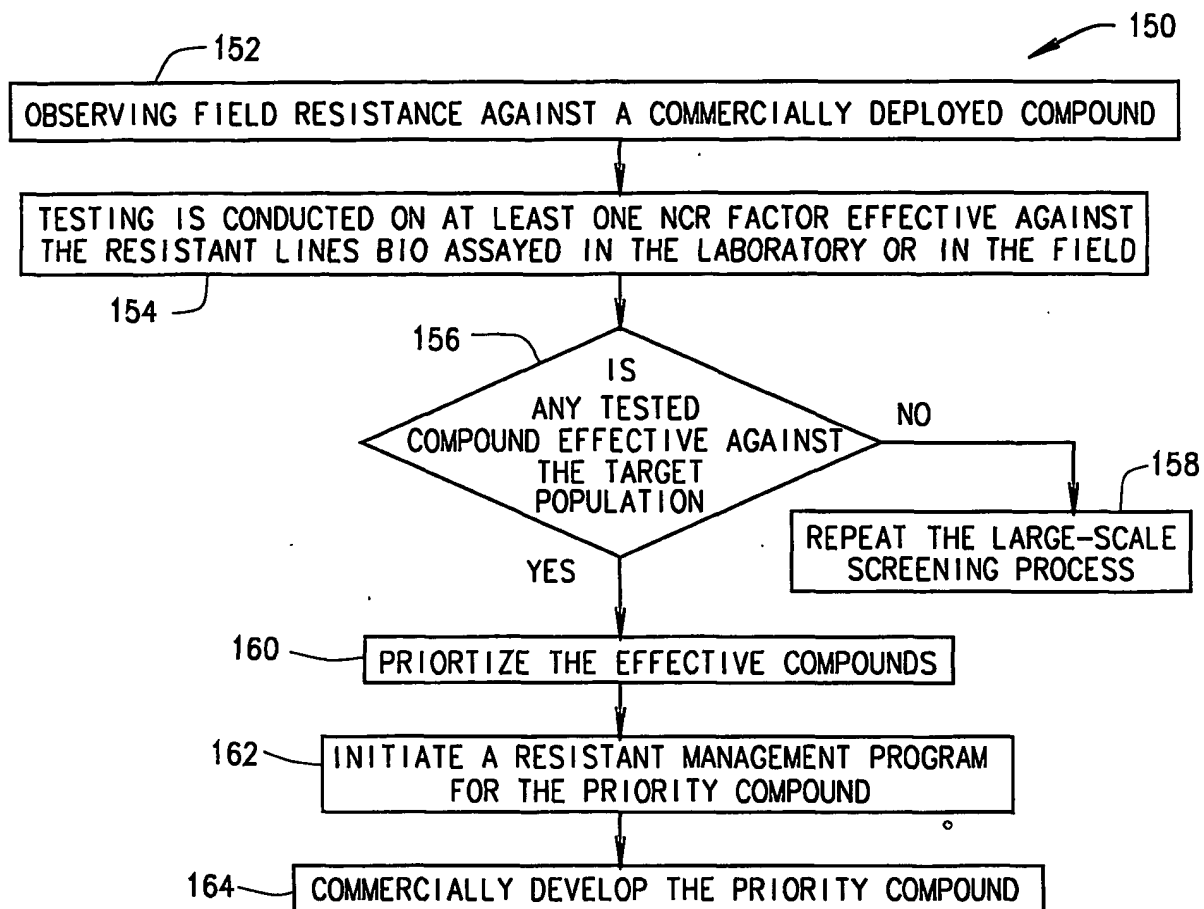 150
152
OBSERVING FIELD RESISTANCE AGAINST A COMMERCIALLY DEPLOYED COMPOUND
TESTING IS CONDUCTED ON AT LEAST ONE NCR FACTOR EFFECTIVE AGAINST
THE RESISTANT LINES BIO ASSAYED IN THE LABORATORY OR IN THE FIELD
154
156
IS
ANY TESTED
COMPOUND EFFECTIVE AGAINST
THE TARGET
POPULATION
NO
158
REPEAT THE LARGE-SCALE
SCREENING PROCESS
YES
160
PRIORTIZE THE EFFECTIVE COMPOUNDS
162
INITIATE A RESISTANT MANAGEMENT PROGRAM
FOR THE PRIORITY COMPOUND
164
COMMERCIALLY DEVELOP THE PRIORITY COMPOUND